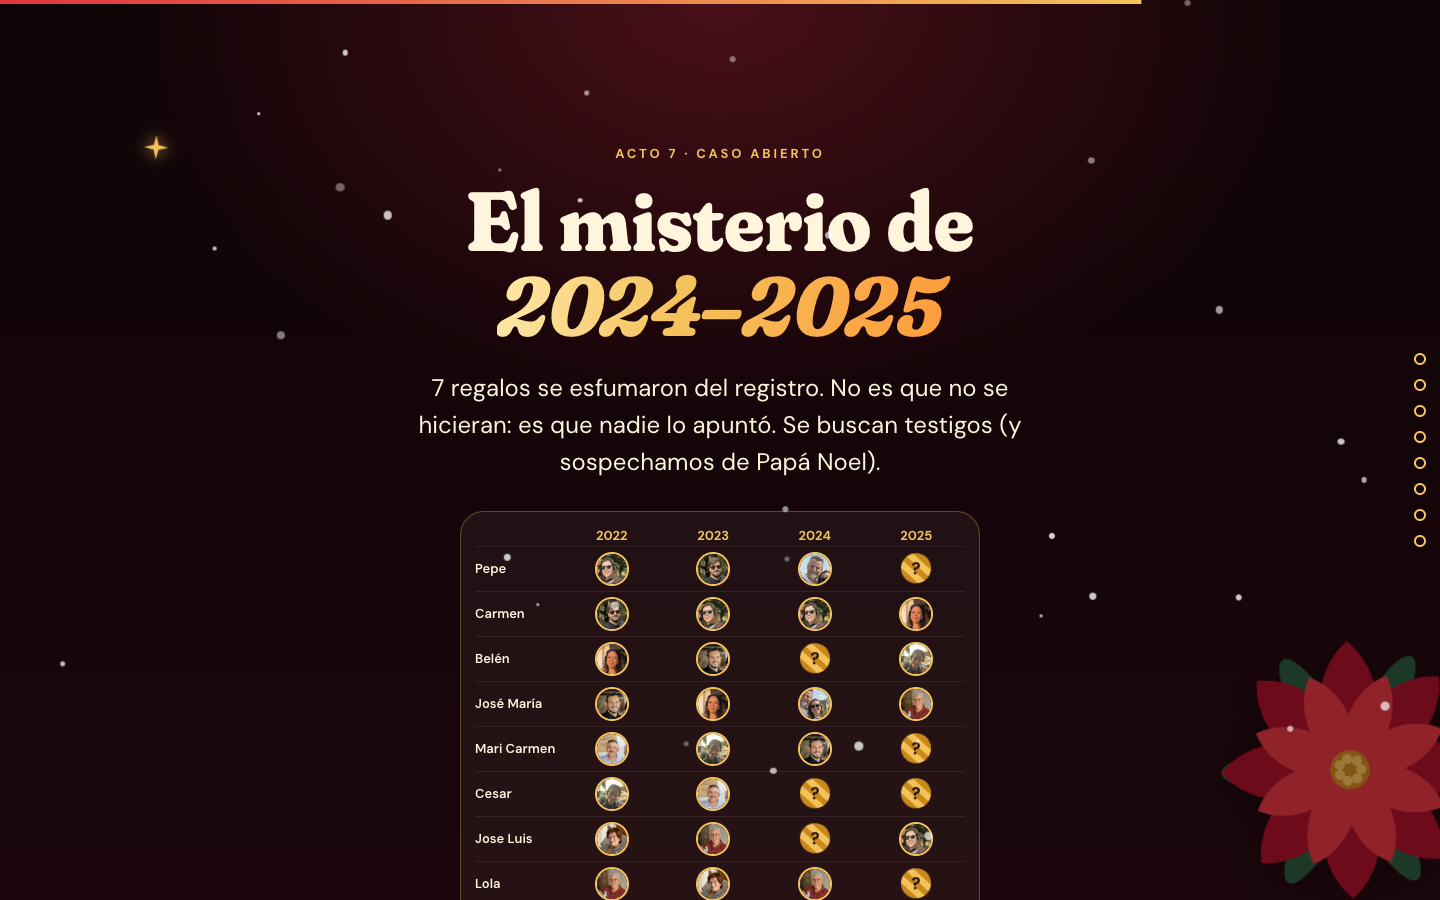 ACTO 7 · CASO ABIERTO
El misterio de
2024–2025
7 regalos se esfumaron del registro. No es que no se
hicieran: es que nadie lo apuntó. Se buscan testigos (y
sospechamos de Papá Noel).
2022 2023 2024 2025
Pepe ?
Carmen
Belén ?
José María
Mari Carmen ?
Cesar ? ?
Jose Luis ?
Lola ?